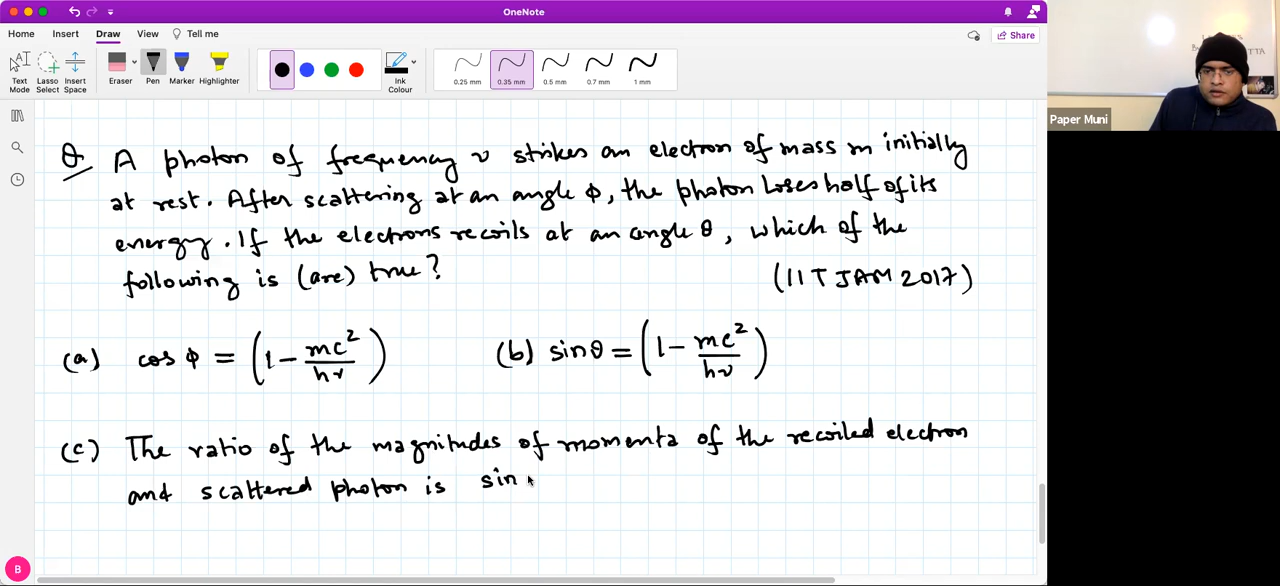 OneNote
Home Insert Draw View Tell me
Share
Text Mode
Lasso Select
Insert Space
Eraser
Pen
Marker
Highlighter
Ink Colour
0.25 mm
0.35 mm
0.5 mm
0.7 mm
1 mm
Paper Muni
Q A photon of frequency ν strikes an electron of mass m initially
at rest. After scattering at an angle ϕ, the photon loses half of its
energy. If the electrons recoils at an angle θ, which of the
following is (are) true? (IIT JAM 2017)
(a) cos ϕ = (1 - mc²/hν) (b) sin θ = (1 - mc²/hν)
(c) The ratio of the magnitudes of momenta of the recoiled electron
and scattered photon is sin
B